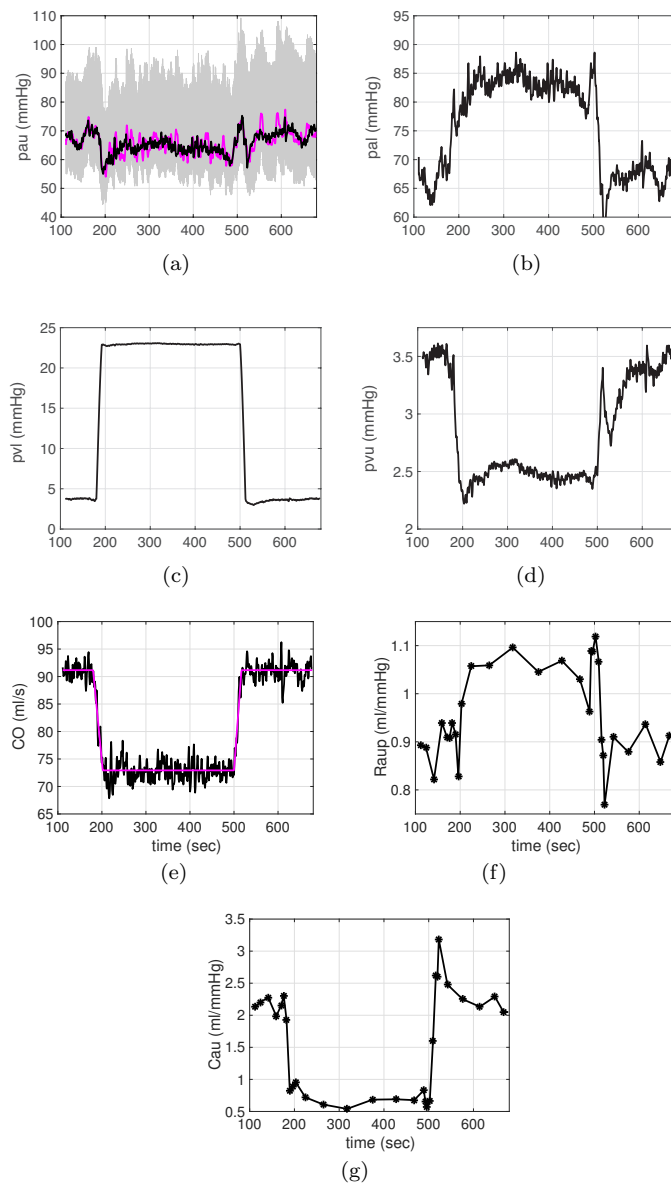 110
100
90
80
70
60
50
40
pau (mmHg)
100 200 300 400 500 600
(a)
90
85
80
75
70
65
60
pal (mmHg)
100 200 300 400 500 600
(b)
25
20
15
10
5
0
pvl (mmHg)
100 200 300 400 500 600
(c)
3.5
3
2.5
2
pvu (mmHg)
100 200 300 400 500 600
(d)
100
95
90
85
80
75
70
65
CO (ml/s)
100 200 300 400 500 600
time (sec)
(e)
1.1
1
0.9
0.8
Raup (ml/mmHg)
100 200 300 400 500 600
time (sec)
(f)
3.5
3
2.5
2
1.5
1
0.5
Cau (ml/mmHg)
100 200 300 400 500 600
time (sec)
(g)